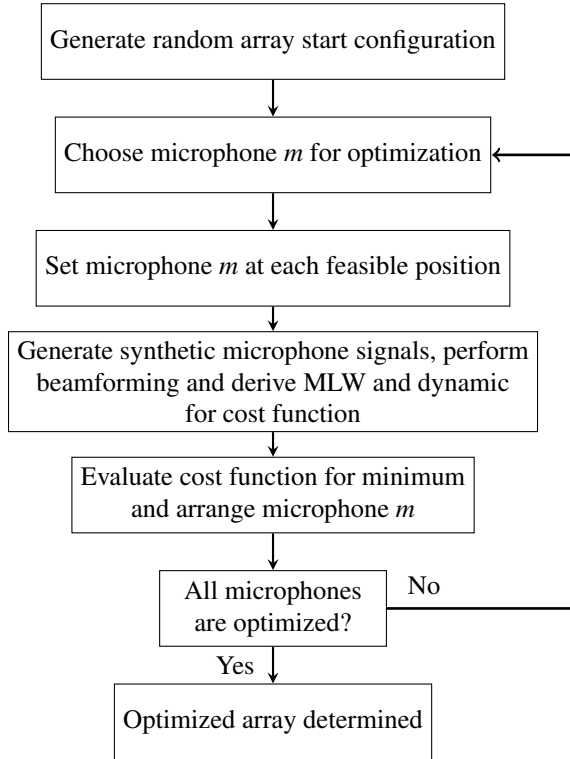 Generate random array start configuration
Choose microphone m for optimization
Set microphone m at each feasible position
Generate synthetic microphone signals, perform
beamforming and derive MLW and dynamic
for cost function
Evaluate cost function for minimum
and arrange microphone m
All microphones
are optimized?
No
Yes
Optimized array determined